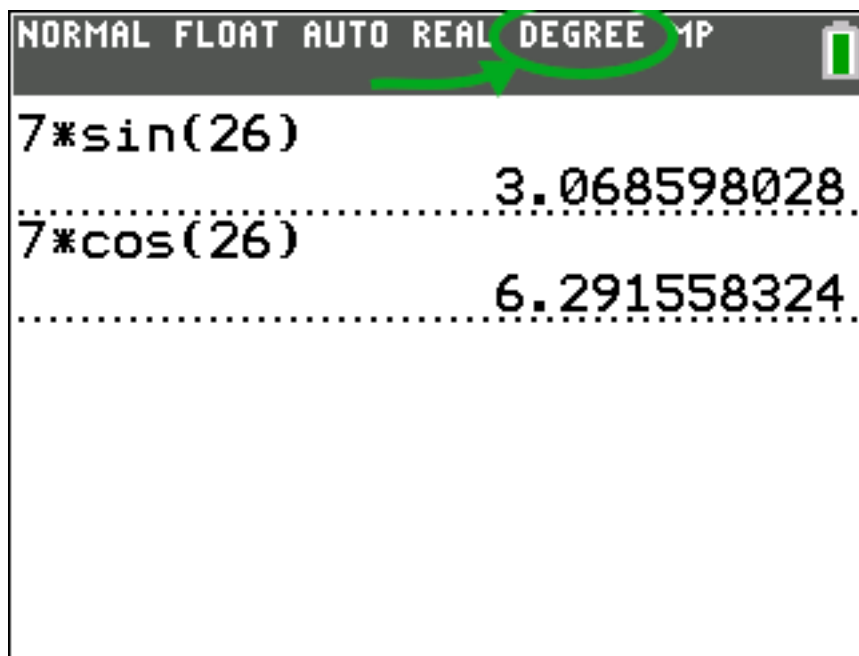 NORMAL FLOAT AUTO REAL DEGREE MP
7*sin(26)
3.068598028
7*cos(26)
6.291558324